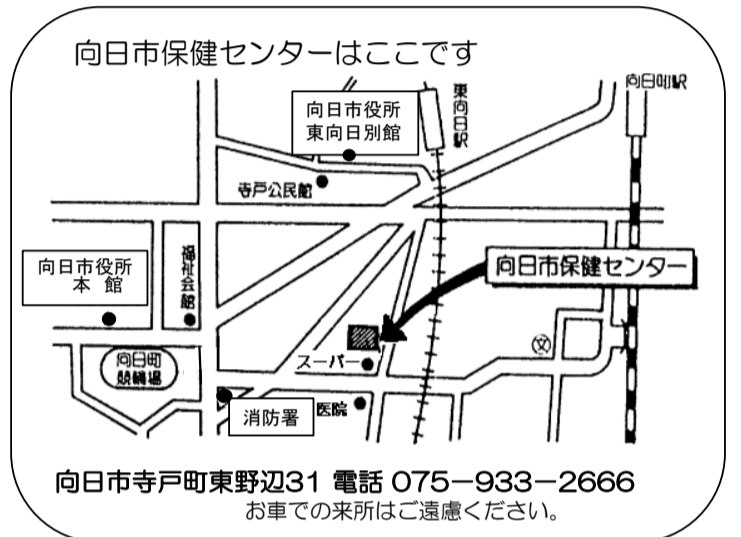 向日市保健センターはここです
向日町駅
東向日駅
向日市役所
東向日別館
寺戸公民館
福祉会館
向日市役所
本館
向日市保健センター
文
スーパー
向日町
競輪場
消防署
医院
向日市寺戸町東野辺31 電話 075－933－2666
お車での来所はご遠慮ください。